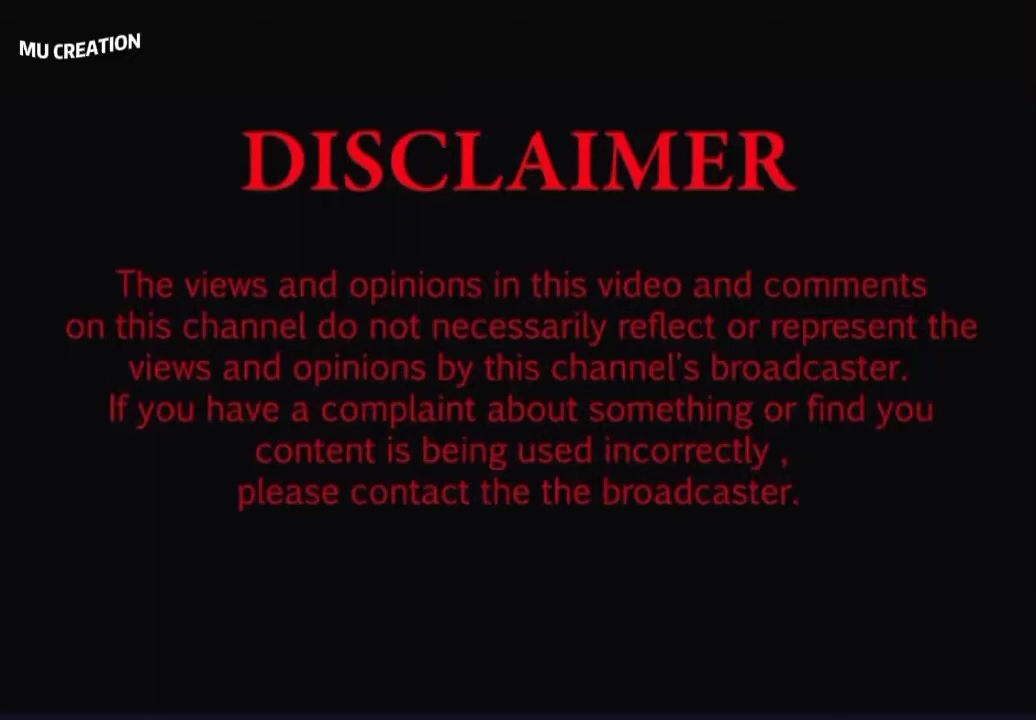 MU CREATION
DISCLAIMER
The views and opinions in this video and comments
on this channel do not necessarily reflect or represent the
views and opinions by this channel's broadcaster.
If you have a complaint about something or find you
content is being used incorrectly ,
please contact the the broadcaster.